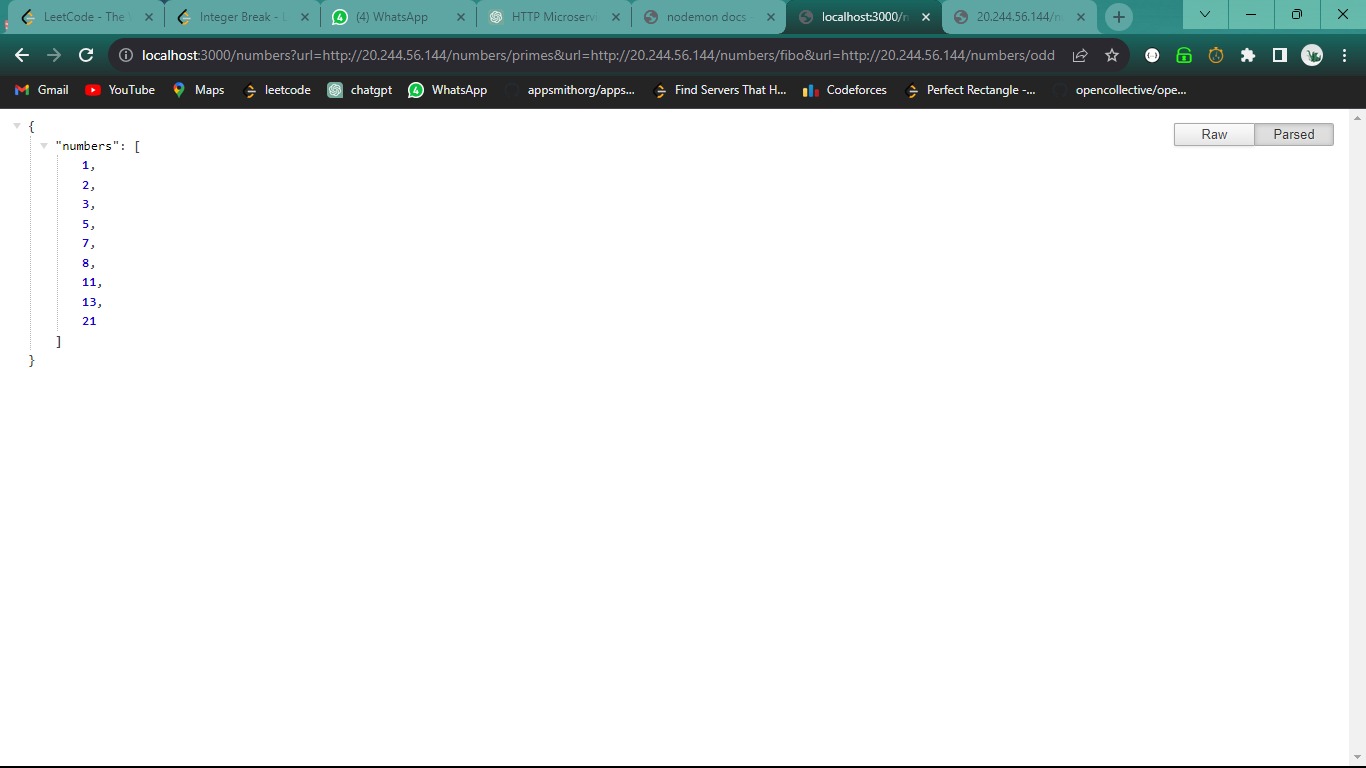 LeetCode - The
Integer Break - L
(4) WhatsApp
HTTP Microservi
nodemon docs
localhost:3000/n
20.244.56.144/n
localhost:3000/numbers?url=http://20.244.56.144/numbers/primes&url=http://20.244.56.144/numbers/fibo&url=http://20.244.56.144/numbers/odd
Gmail
YouTube
Maps
leetcode
chatgpt
WhatsApp
appsmithorg/apps...
Find Servers That H...
Codeforces
Perfect Rectangle -...
opencollective/ope...
Raw
Parsed
{
"numbers": [
1,
2,
3,
5,
7,
8,
11,
13,
21
]
}